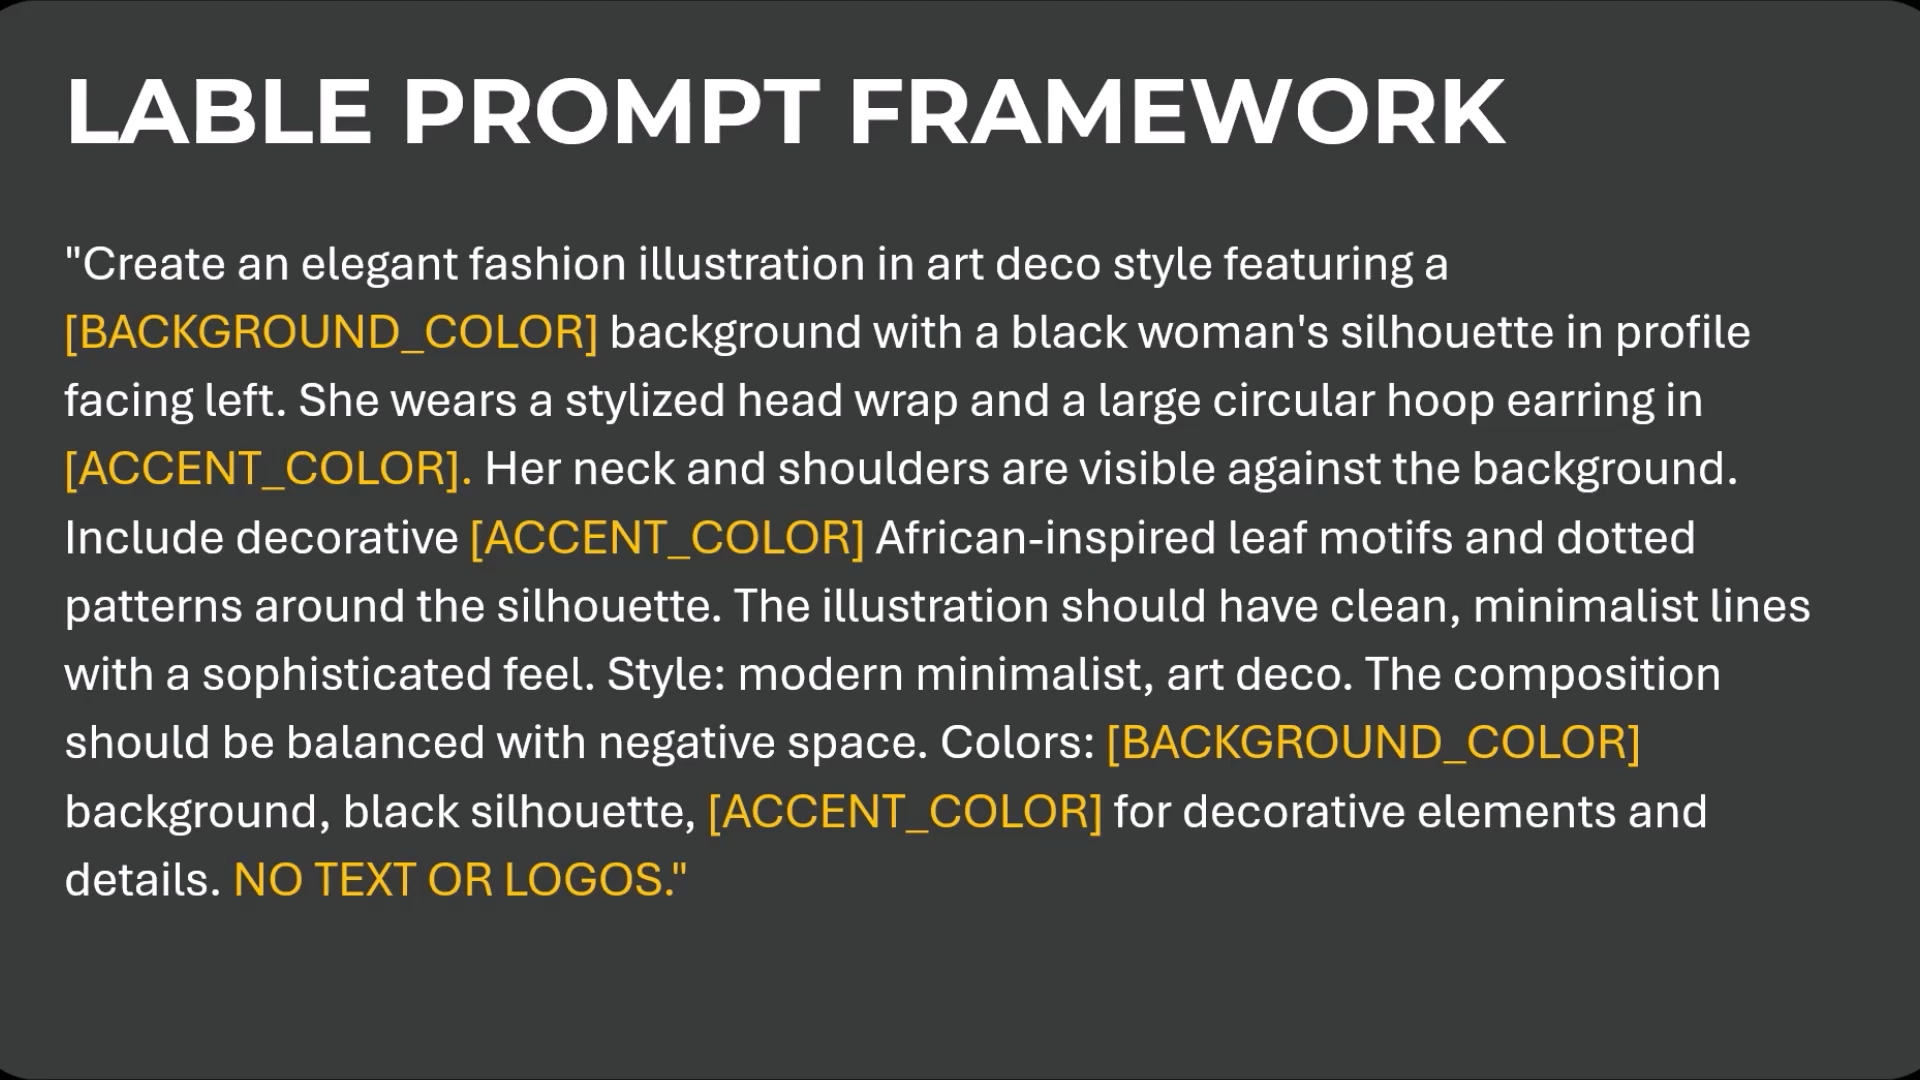 LABLE PROMPT FRAMEWORK
"Create an elegant fashion illustration in art deco style featuring a
[BACKGROUND_COLOR] background with a black woman's silhouette in profile
facing left. She wears a stylized head wrap and a large circular hoop earring in
[ACCENT_COLOR]. Her neck and shoulders are visible against the background.
Include decorative [ACCENT_COLOR] African-inspired leaf motifs and dotted
patterns around the silhouette. The illustration should have clean, minimalist lines
with a sophisticated feel. Style: modern minimalist, art deco. The composition
should be balanced with negative space. Colors: [BACKGROUND_COLOR]
background, black silhouette, [ACCENT_COLOR] for decorative elements and
details. NO TEXT OR LOGOS."